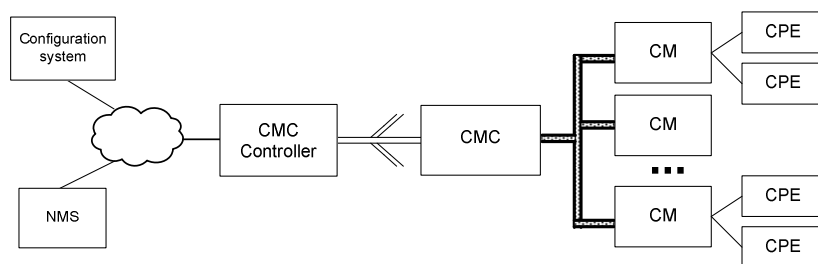 Configuration
system
NMS
CMC
Controller
CMC
CM
CM
...
CM
CPE
CPE
CPE
CPE